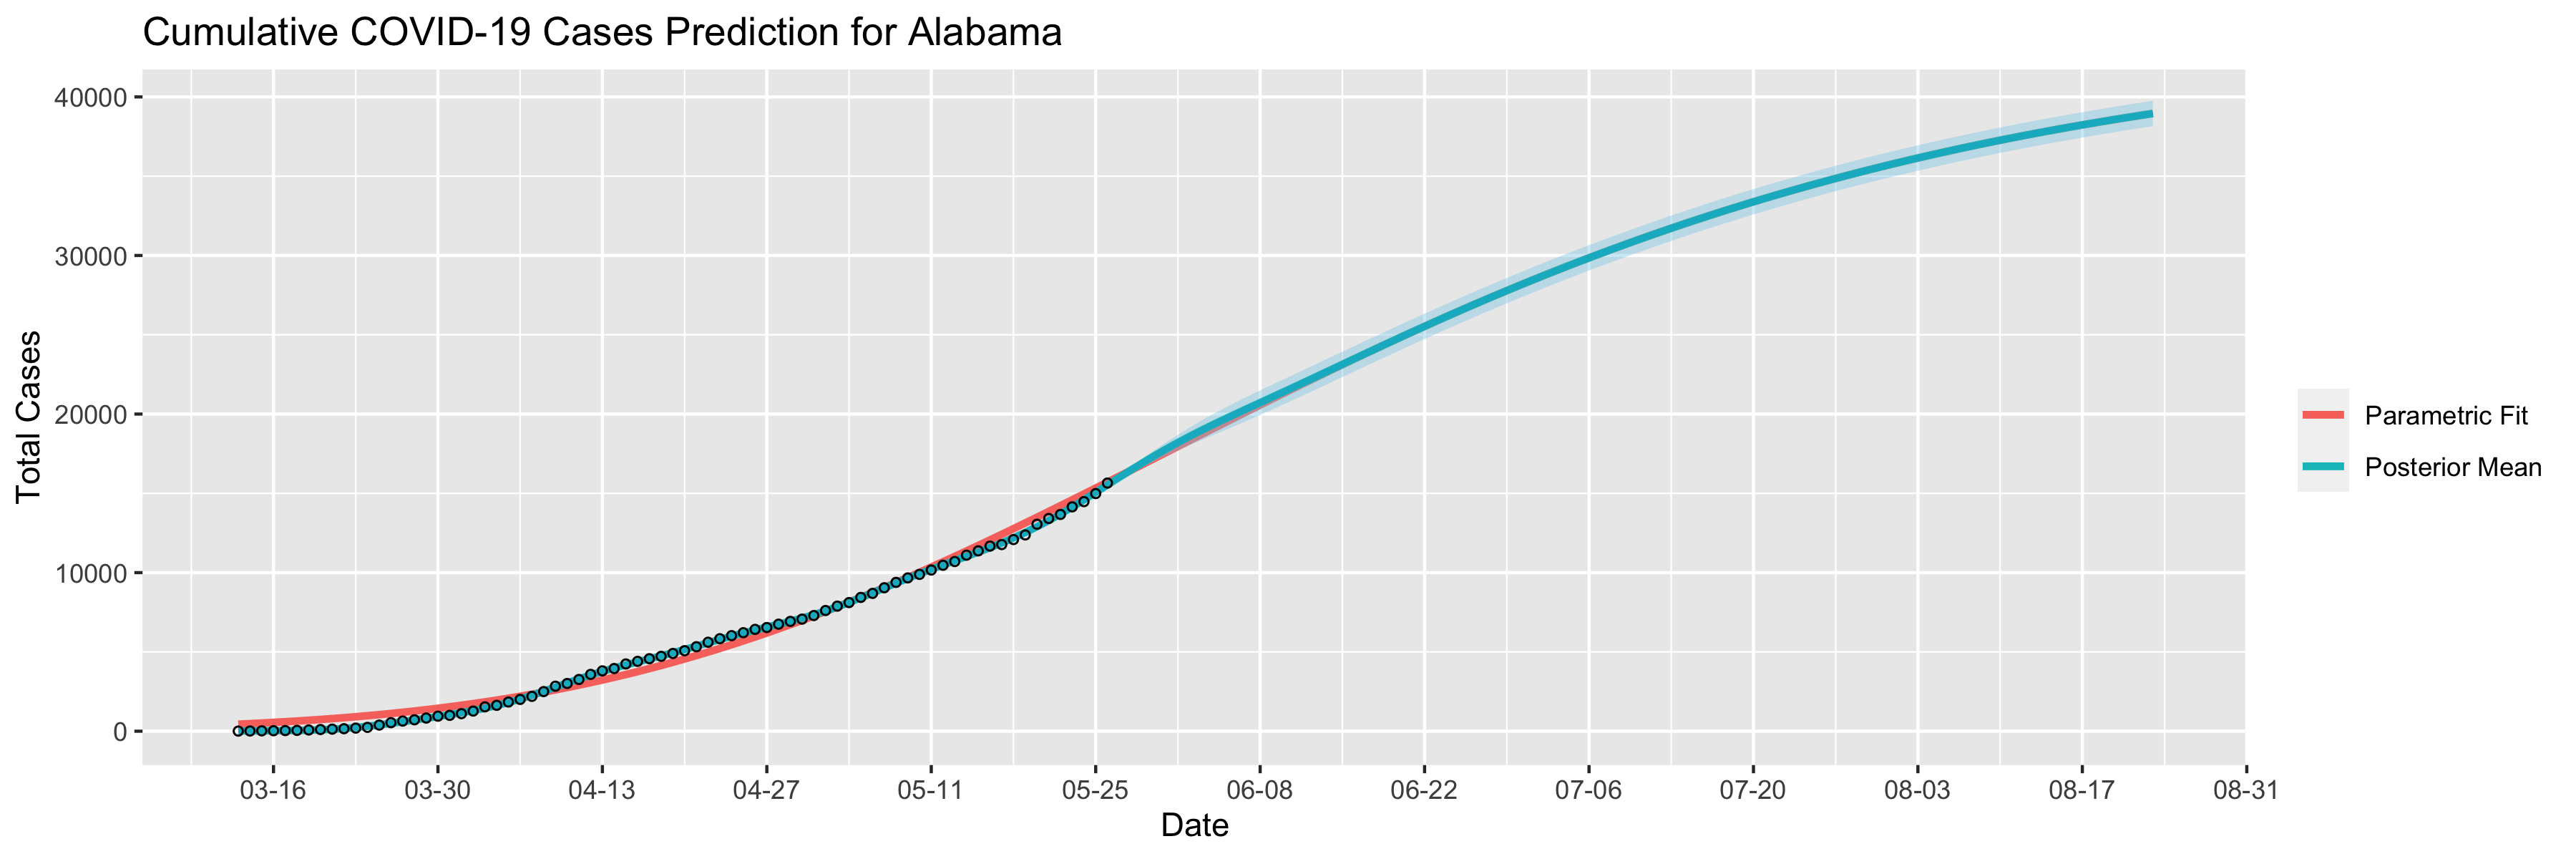 Cumulative COVID-19 Cases Prediction for Alabama
40000
30000
20000
10000
0
Total Cases
03-16 03-30 04-13 04-27 05-11 05-25 06-08 06-22 07-06 07-20 08-03 08-17 08-31
Date
Parametric Fit
Posterior Mean